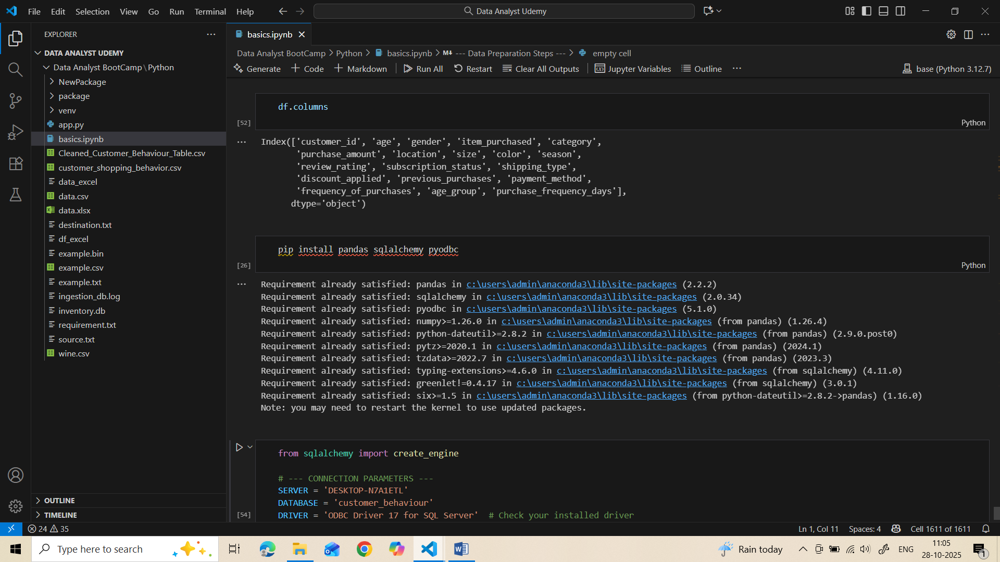 File Edit Selection View Go Run Terminal Help
Data Analyst Udemy
EXPLORER
DATA ANALYST UDEMY
Data Analyst BootCamp\Python
NewPackage
package
venv
app.py
basics.ipynb
Cleaned_Customer_Behaviour_Table.csv
customer_shopping_behavior.csv
data_excel
data.csv
data.xlsx
destination.txt
df_excel
example.bin
example.csv
example.txt
ingestion_db.log
inventory.db
requirement.txt
source.txt
wine.csv
OUTLINE
TIMELINE
basics.ipynb
Data Analyst BootCamp > Python > basics.ipynb > M↓ --- Data Preparation Steps --- > empty cell
Generate + Code + Markdown Run All Restart Clear All Outputs Jupyter Variables Outline ... base (Python 3.12.7)
df.columns
[52]
Python
Index(['customer_id', 'age', 'gender', 'item_purchased', 'category',
'purchase_amount', 'location', 'size', 'color', 'season',
'review_rating', 'subscription_status', 'shipping_type',
'discount_applied', 'previous_purchases', 'payment_method',
'frequency_of_purchases', 'age_group', 'purchase_frequency_days'],
dtype='object')
pip install pandas sqlalchemy pyodbc
[26]
Python
Requirement already satisfied: pandas in c:\users\admin\anaconda3\lib\site-packages (2.2.2)
Requirement already satisfied: sqlalchemy in c:\users\admin\anaconda3\lib\site-packages (2.0.34)
Requirement already satisfied: pyodbc in c:\users\admin\anaconda3\lib\site-packages (5.1.0)
Requirement already satisfied: numpy>=1.26.0 in c:\users\admin\anaconda3\lib\site-packages (from pandas) (1.26.4)
Requirement already satisfied: python-dateutil>=2.8.2 in c:\users\admin\anaconda3\lib\site-packages (from pandas) (2.9.0.post0)
Requirement already satisfied: pytz>=2020.1 in c:\users\admin\anaconda3\lib\site-packages (from pandas) (2024.1)
Requirement already satisfied: tzdata>=2022.7 in c:\users\admin\anaconda3\lib\site-packages (from pandas) (2023.3)
Requirement already satisfied: typing-extensions>=4.6.0 in c:\users\admin\anaconda3\lib\site-packages (from sqlalchemy) (4.11.0)
Requirement already satisfied: greenlet!=0.4.17 in c:\users\admin\anaconda3\lib\site-packages (from sqlalchemy) (3.0.1)
Requirement already satisfied: six>=1.5 in c:\users\admin\anaconda3\lib\site-packages (from python-dateutil>=2.8.2->pandas) (1.16.0)
Note: you may need to restart the kernel to use updated packages.
from sqlalchemy import create_engine
# --- CONNECTION PARAMETERS ---
SERVER = 'DESKTOP-N7A1ETL'
DATABASE = 'customer_behaviour'
DRIVER = 'ODBC Driver 17 for SQL Server' # Check your installed driver
[54]
24 35
Ln 1, Col 11 Spaces: 4 Cell 1611 of 1611
Type here to search
Rain today
ENG
11:05
28-10-2025
1